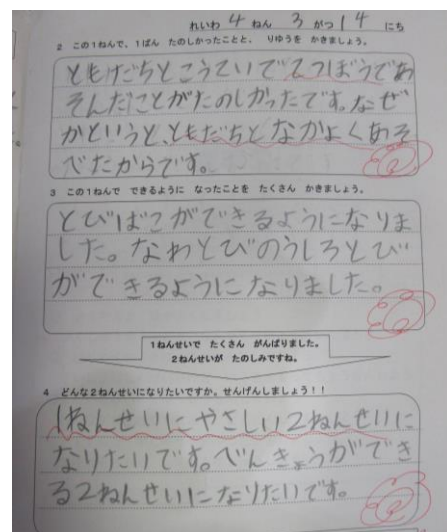 れいわ 4 ねん 3 がつ 14 にち
2 この1ねんで、1ばん たのしかったことと、 りゆうを かきましょう。
ともだちとこうていでてつぼうであ
そんだことがたのしかったです。なぜ
かというと、ともだちとなかよくあそ
べたからです。
3 この1ねんで できるように なったことを たくさん かきましょう。
とびばこができるようになりま
した。なわとびのうしろとび
ができるようになりました。
1ねんせいで たくさん がんばりました。
2ねんせいが たのしみですね。
4 どんな2ねんせいになりたいですか。せんげんしましょう！！
1ねんせいにやさしい2ねんせいに
なりたいです。べんきょうができ
る2ねんせいになりたいです。